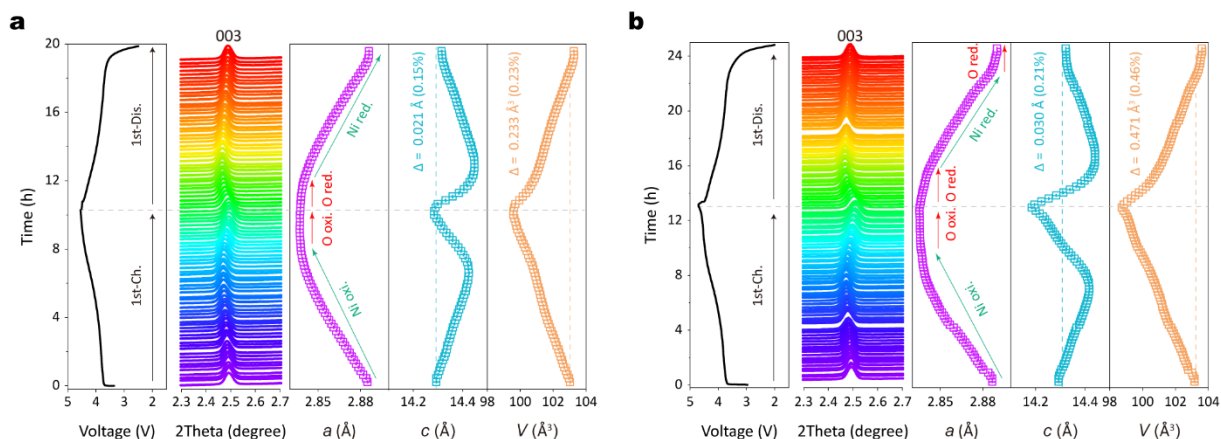 a
003
Time (h)
20
16
12
8
4
0
1st-Dis.
1st-Ch.
O red.
O oxi.
Ni red.
Ni oxi.
Δ = 0.021 Å (0.15%)
Δ = 0.233 Å³ (0.23%)
5 4 3 2
2.3 2.4 2.5 2.6 2.7
2.85 2.88
14.2 14.4
98 100 102 104
Voltage (V)
2Theta (degree)
a (Å)
c (Å)
V (Å³)
b
003
Time (h)
24
20
16
12
8
4
0
1st-Dis.
1st-Ch.
O red.
Ni red.
O red.
O oxi.
Ni oxi.
Δ = 0.030 Å (0.21%)
Δ = 0.471 Å³ (0.46%)
5 4 3 2
2.3 2.4 2.5 2.6 2.7
2.85 2.88
14.2 14.4
98 100 102 104
Voltage (V)
2Theta (degree)
a (Å)
c (Å)
V (Å³)